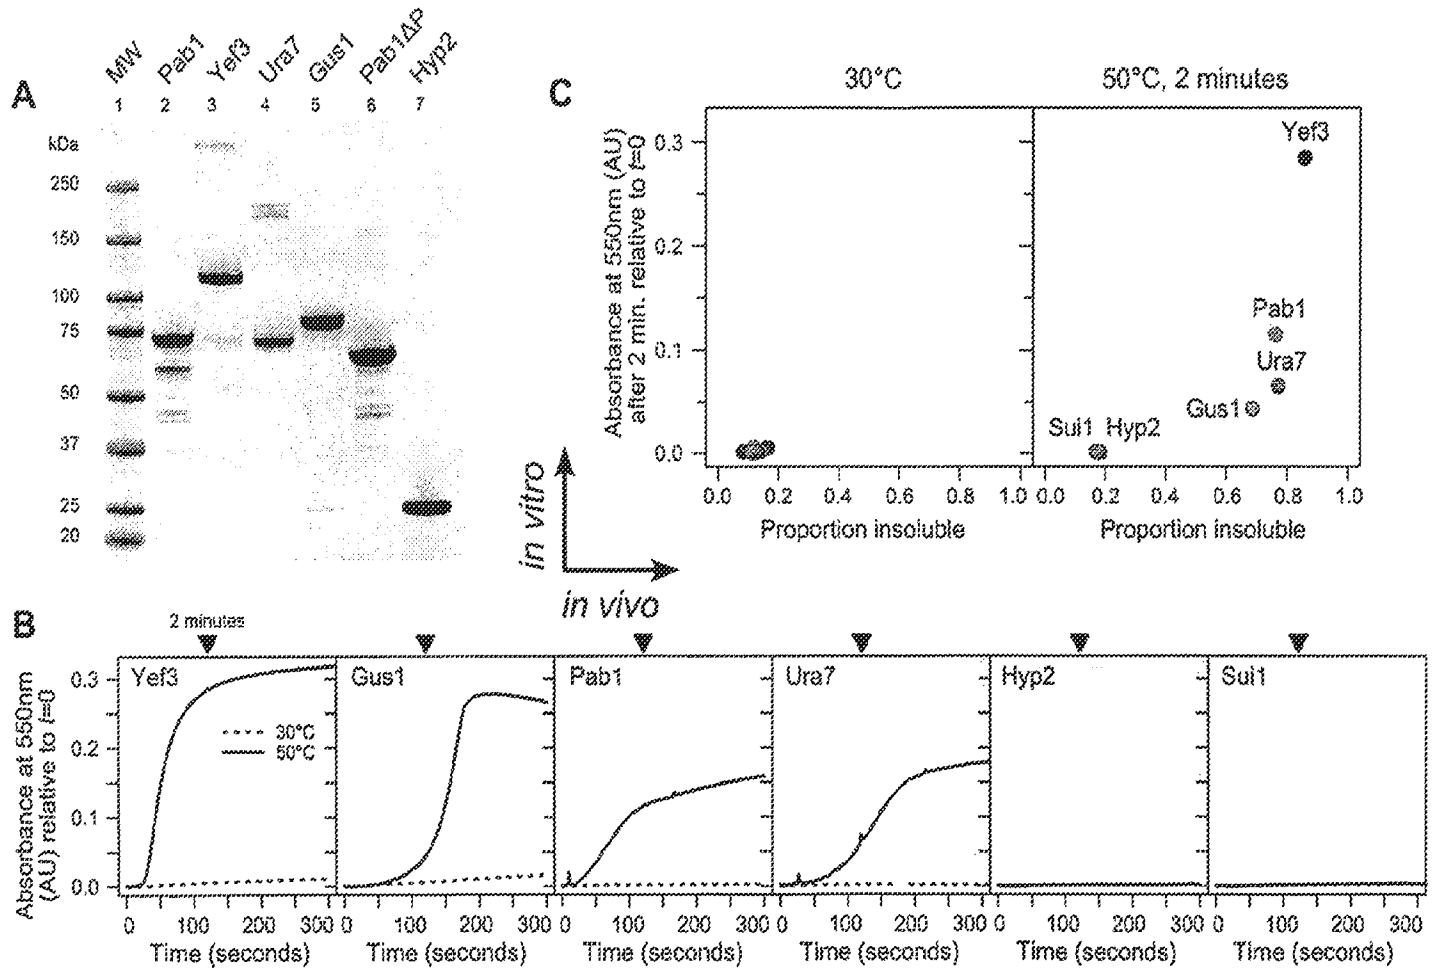 A
MW Pab1 Yef3 Ura7 Gus1 Pab1ΔP Hyp2
1 2 3 4 5 6 7
kDa
250
150
100
75
50
37
25
20
C
30°C 50°C, 2 minutes
Absorbance at 550nm (AU)
after 2 min. relative to t=0
0.3
0.2
0.1
0.0
Yef3
Pab1
Ura7
Gus1
Sui1 Hyp2
0.0 0.2 0.4 0.6 0.8 1.0 0.0 0.2 0.4 0.6 0.8 1.0
Proportion insoluble Proportion insoluble
in vitro
in vivo
B
2 minutes
Absorbance at 550nm
(AU) relative to t=0
0.3
0.2
0.1
0.0
Yef3 Gus1 Pab1 Ura7 Hyp2 Sui1
30°C
50°C
0 100 200 300 0 100 200 300 0 100 200 300 0 100 200 300 0 100 200 300 0 100 200 300
Time (seconds) Time (seconds) Time (seconds) Time (seconds) Time (seconds) Time (seconds)